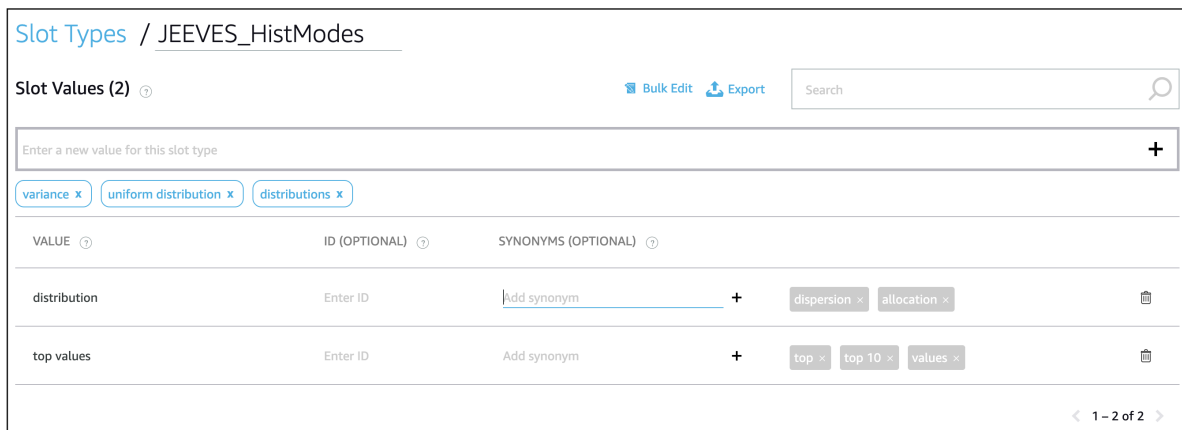 Slot Types / JEEVES_HistModes
Slot Values (2) ? Bulk Edit Export Search
Enter a new value for this slot type +
variance x uniform distribution x distributions x
VALUE ? ID (OPTIONAL) ? SYNONYMS (OPTIONAL) ?
distribution Enter ID Add synonym + dispersion × allocation ×
top values Enter ID Add synonym + top × top 10 × values ×
< 1 – 2 of 2 >